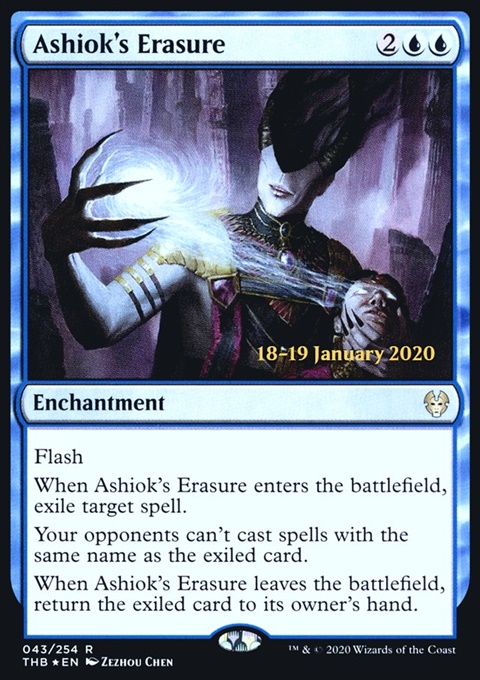 Ashiok's Erasure 2
18-19 January 2020
Enchantment
Flash
When Ashiok's Erasure enters the battlefield,
exile target spell.
Your opponents can't cast spells with the
same name as the exiled card.
When Ashiok's Erasure leaves the battlefield,
return the exiled card to its owner's hand.
043/254 R
™ & © 2020 Wizards of the Coast
THB ★ EN Zezhou Chen